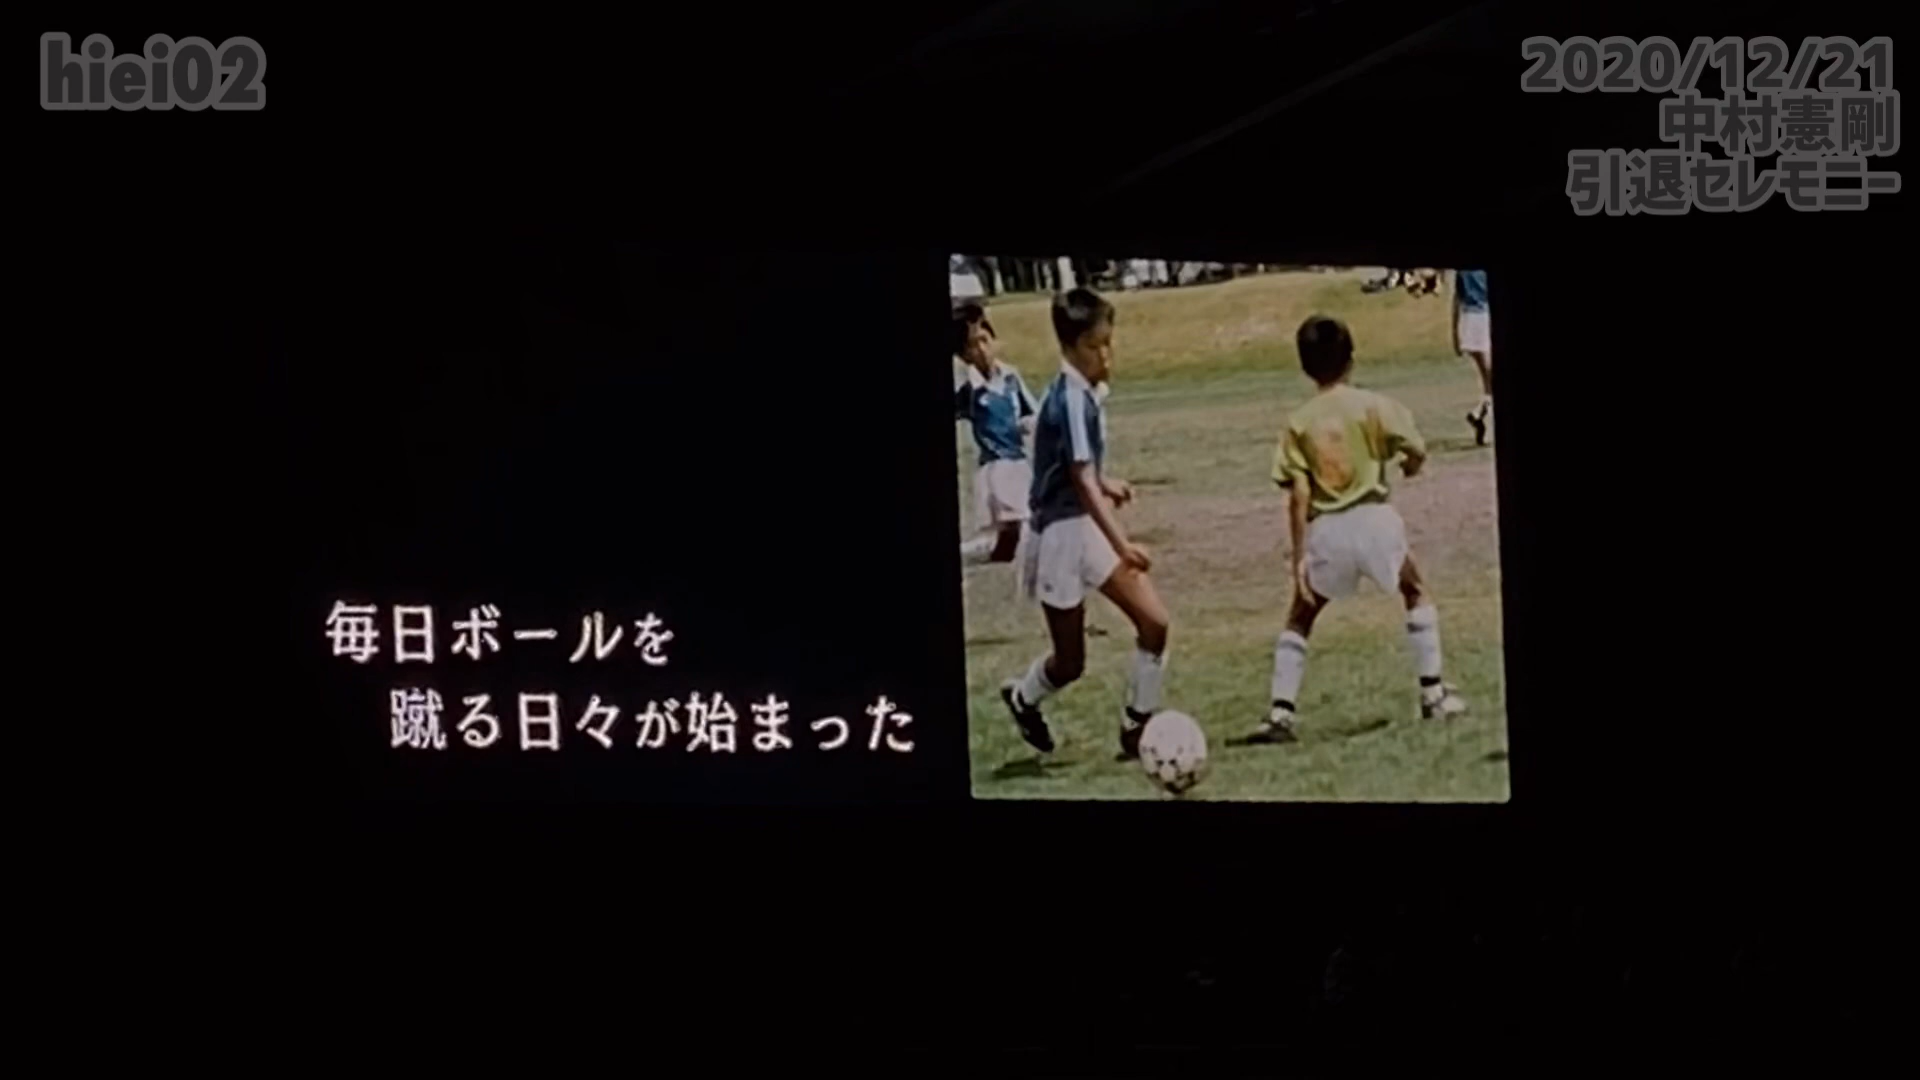 hiei02
2020/12/21
中村憲剛
引退セレモニー
毎日ボールを
蹴る日々が始まった